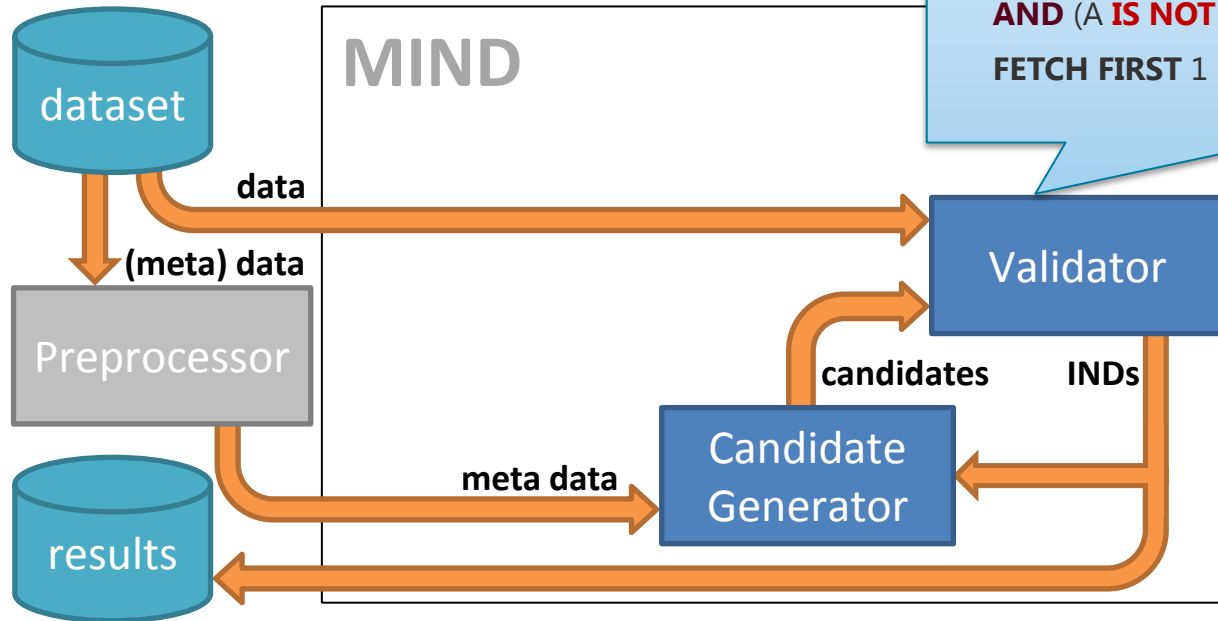 AND (A IS NOT
FETCH FIRST 1
MIND
dataset
data
(meta) data
Validator
Preprocessor
candidates
INDs
Candidate
Generator
meta data
results